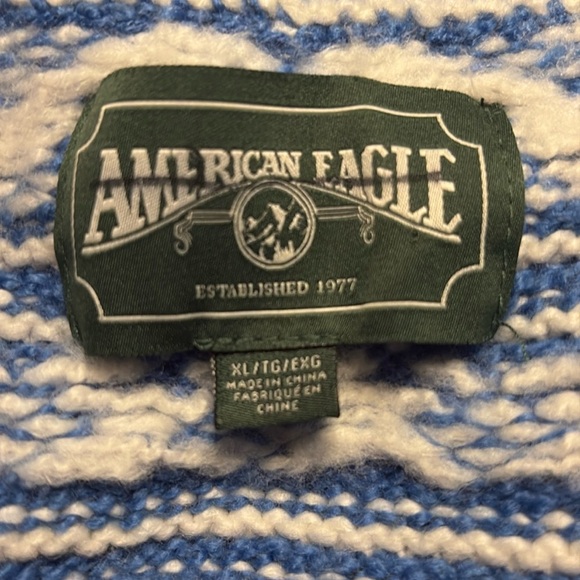 AMERICAN EAGLE
ESTABLISHED 1977
XL/TG/EXG
MADE IN CHINA
FABRIQUÉ EN
CHINE